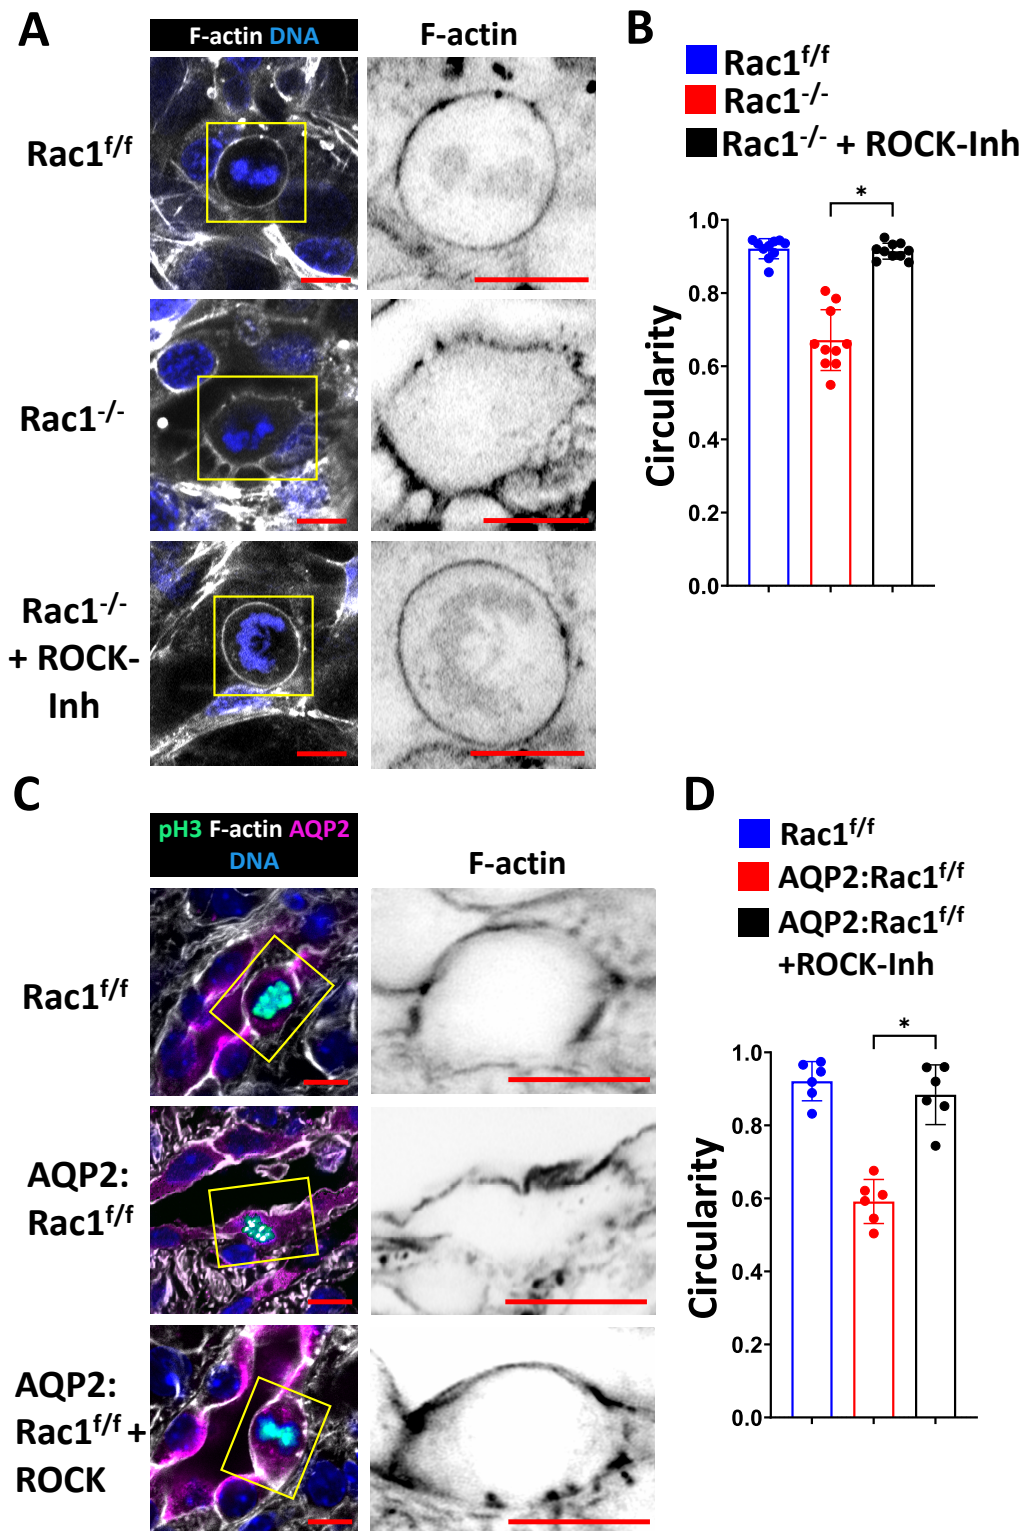 A
F-actin DNA
F-actin
Rac1f/f
Rac1-/-
Rac1-/-
+ ROCK-
Inh
B
Rac1f/f
Rac1-/-
Rac1-/- + ROCK-Inh
*
Circularity
1.0
0.8
0.6
0.4
0.2
0.0
C
pH3 F-actin AQP2
DNA
F-actin
Rac1f/f
AQP2:
Rac1f/f
AQP2:
Rac1f/f +
ROCK
D
Rac1f/f
AQP2:Rac1f/f
AQP2:Rac1f/f
+ROCK-Inh
*
Circularity
1.0
0.8
0.6
0.4
0.2
0.0